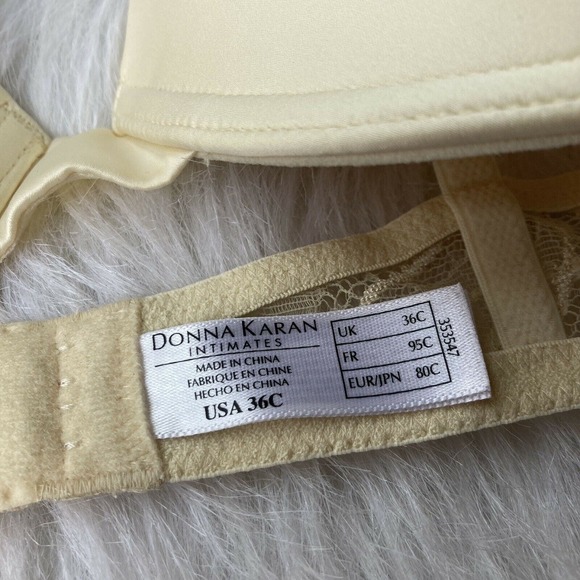 DONNA KARAN
INTIMATES
MADE IN CHINA
FABRIQUE EN CHINE
HECHO EN CHINA
USA 36C
UK 36C
FR 95C
EUR/JPN 80C
353547